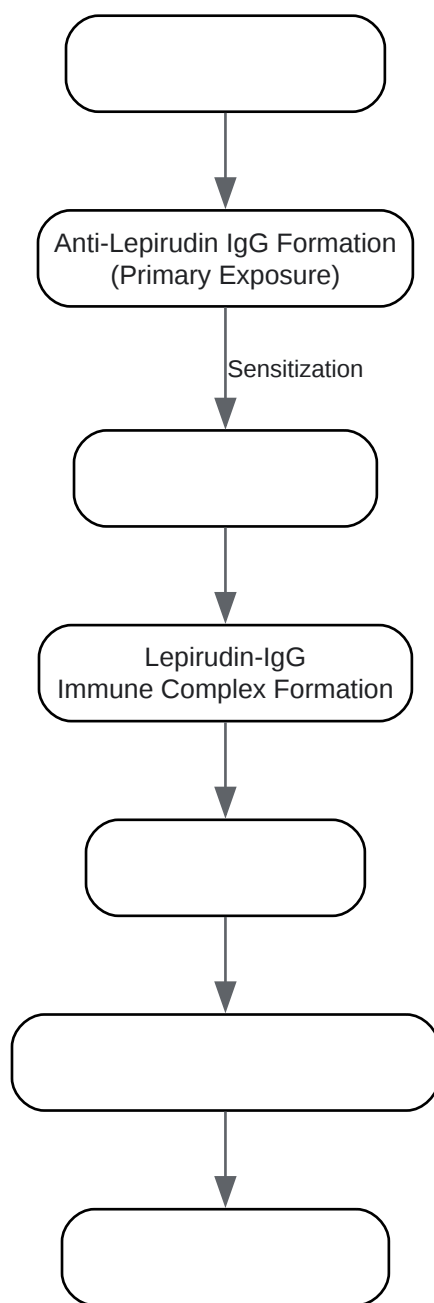 Anti-Lepirudin IgG Formation
(Primary Exposure)
Sensitization
Lepirudin-IgG
Immune Complex Formation